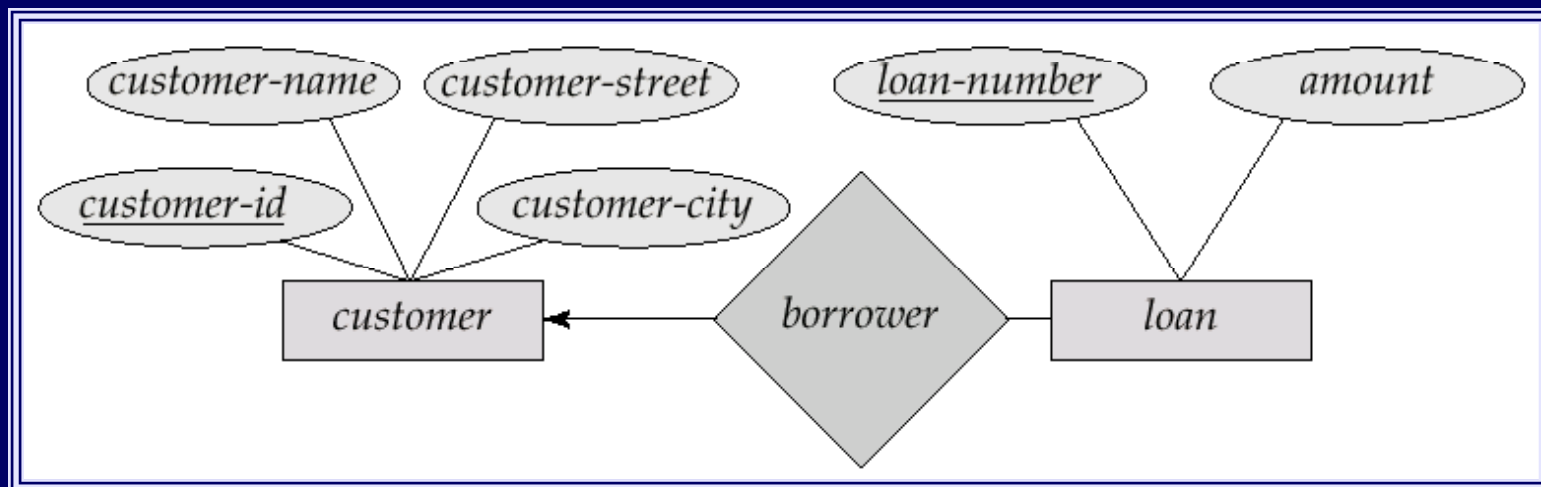 customer-name
customer-street
loan-number
amount
customer-id
customer-city
customer
borrower
loan